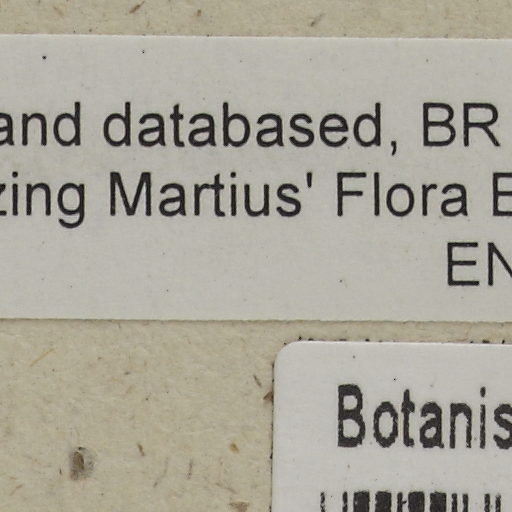 and databased, BR
zing Martius' Flora B
EN
Botanis